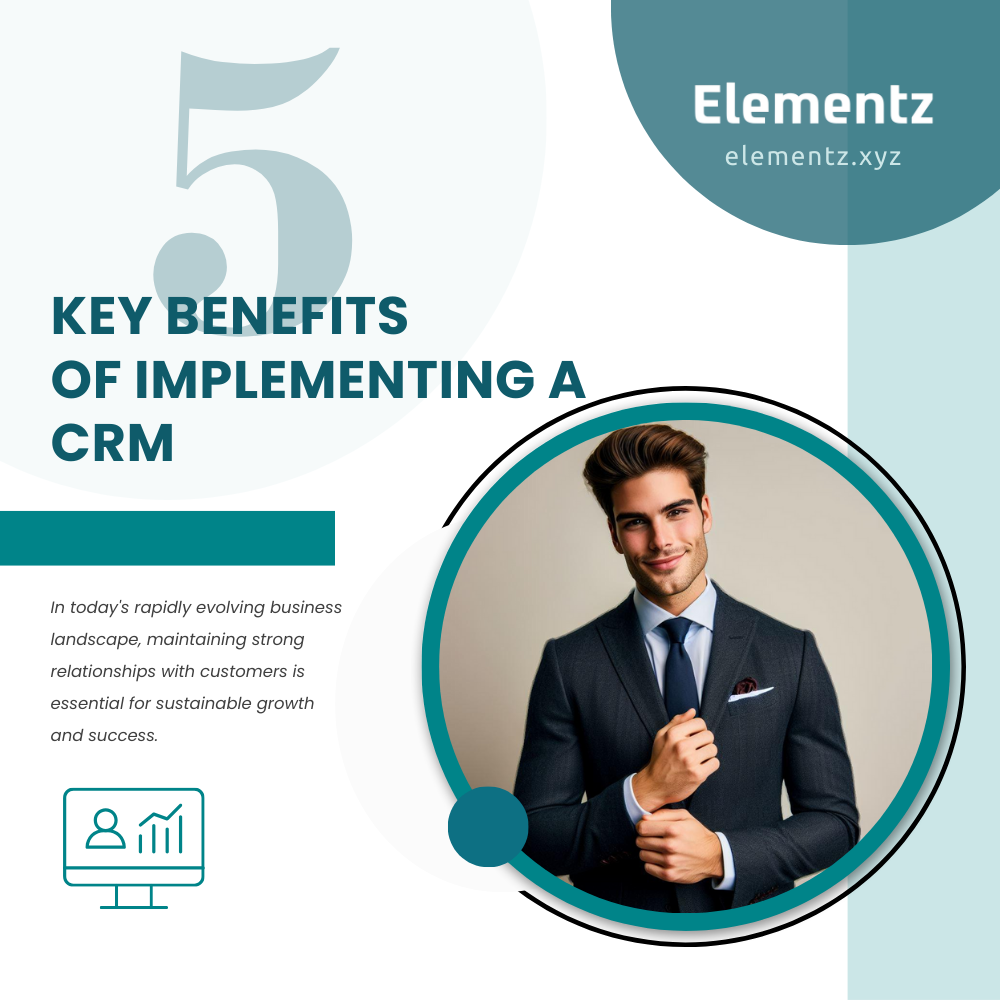 5
KEY BENEFITS
OF IMPLEMENTING A
CRM
Elementz
elementz.xyz
In today's rapidly evolving business
landscape, maintaining strong
relationships with customers is
essential for sustainable growth
and success.